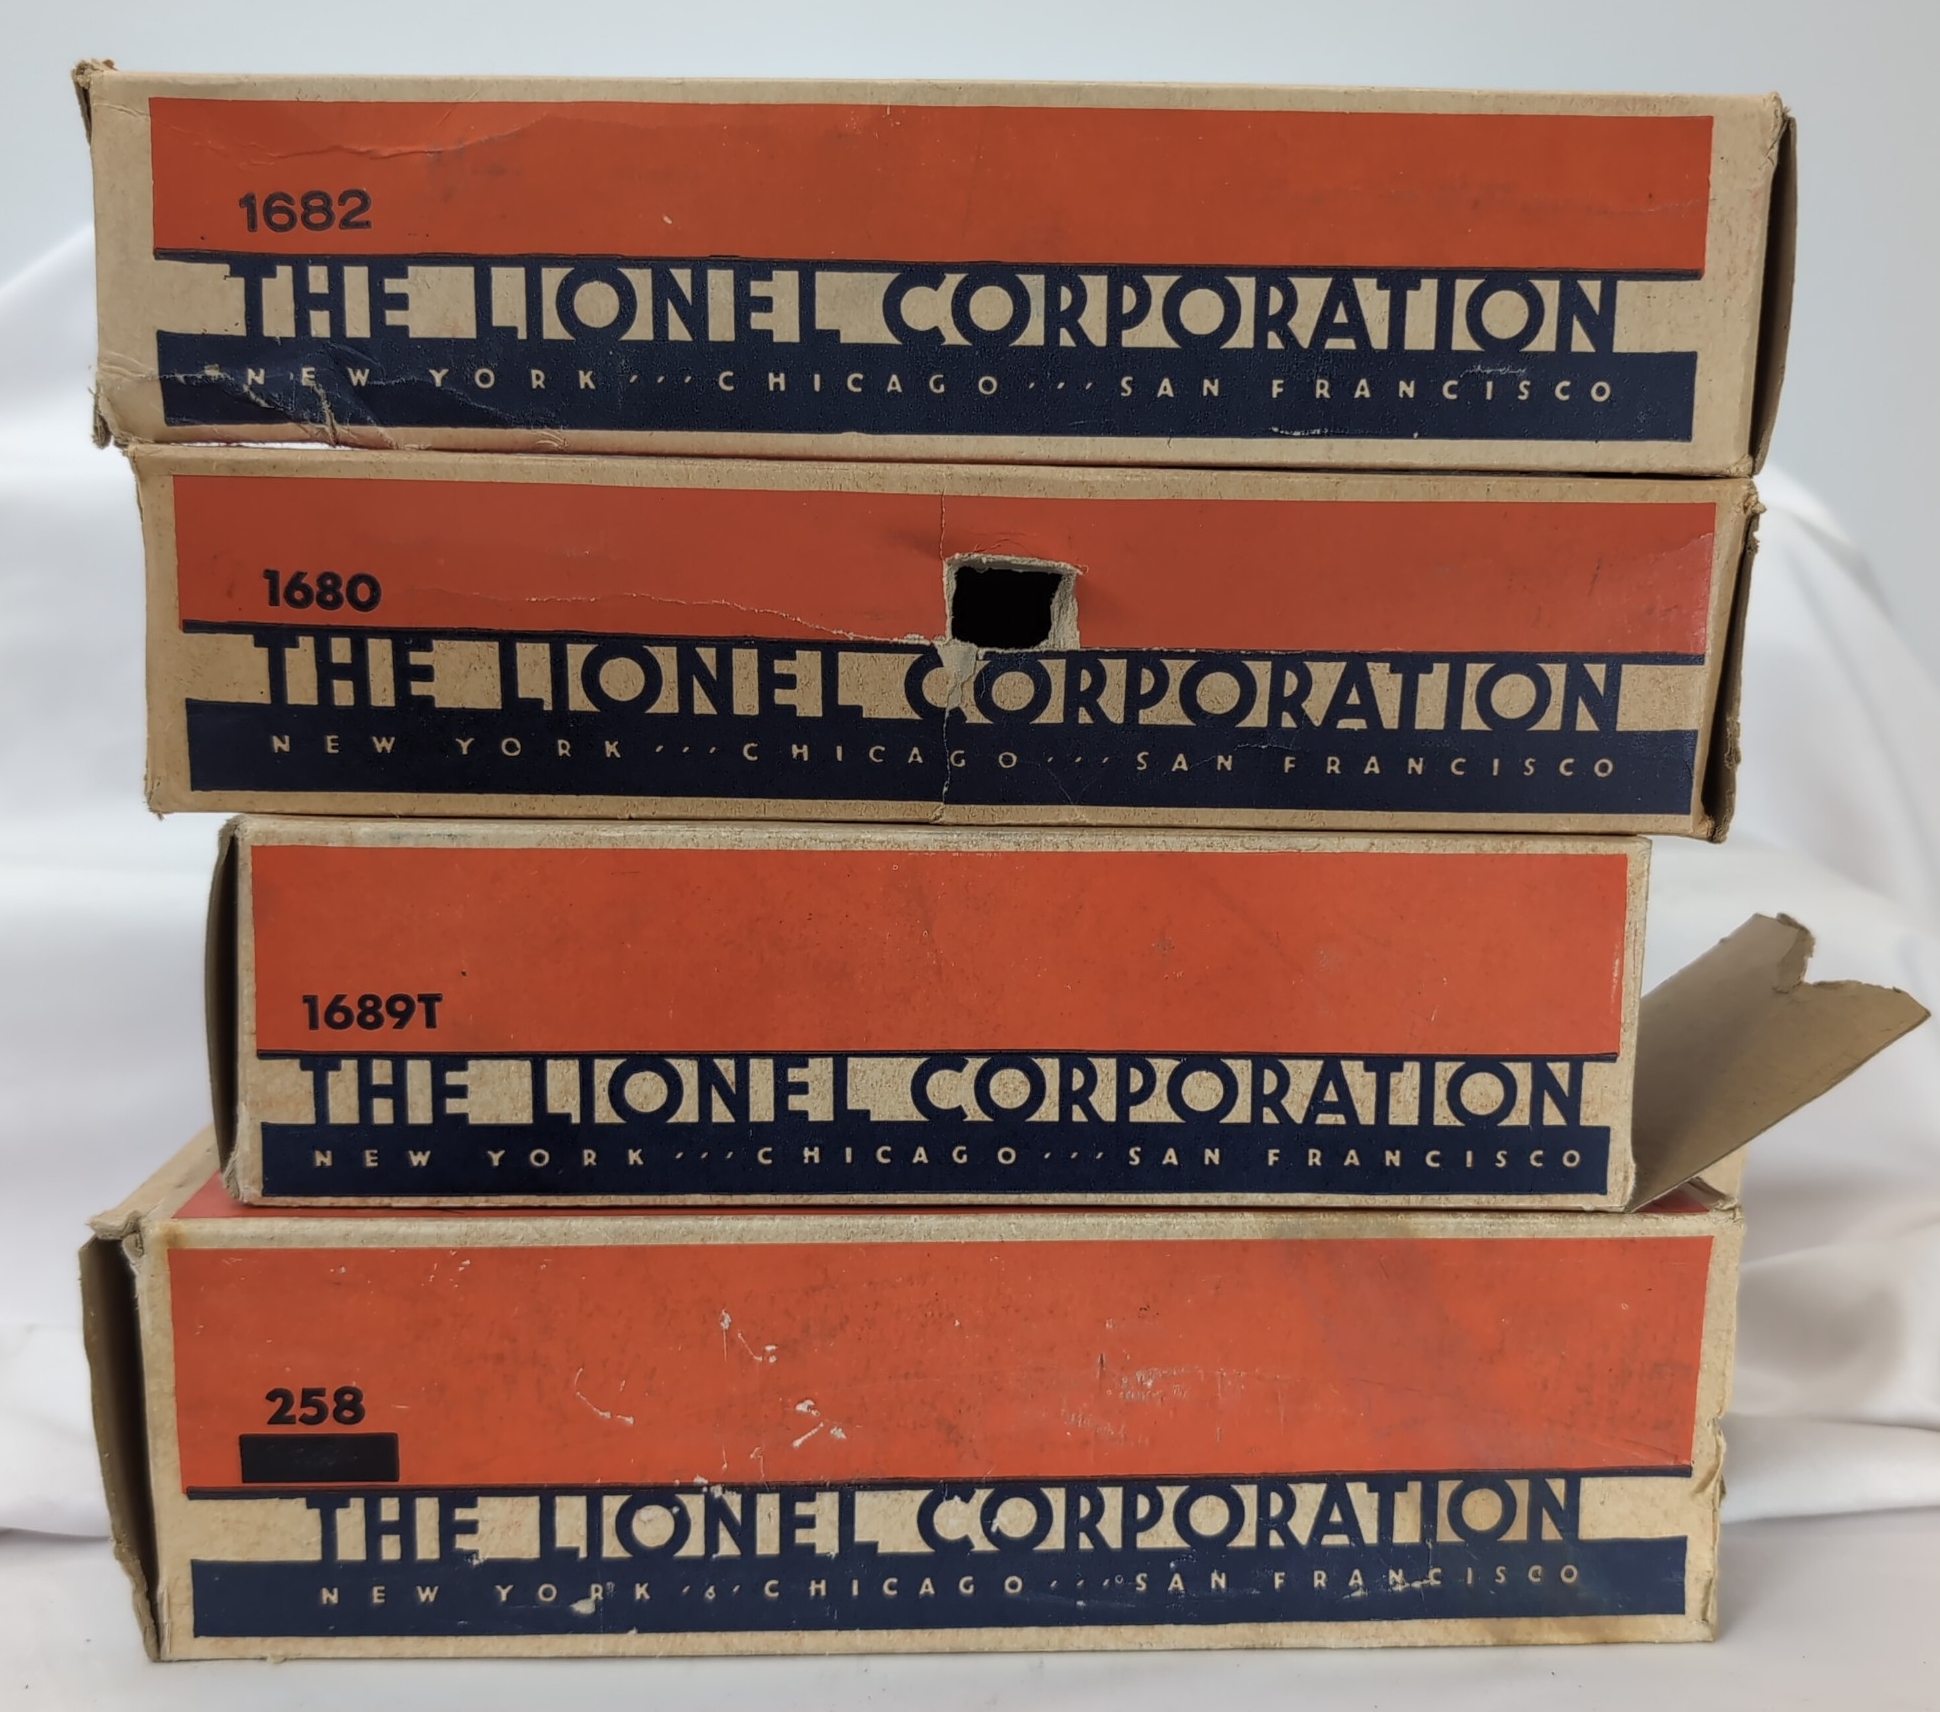 1682
THE LIONEL CORPORATION
NEW YORK ··· CHICAGO ··· SAN FRANCISCO
1680
THE LIONEL CORPORATION
NEW YORK ··· CHICAGO ··· SAN FRANCISCO
1689T
THE LIONEL CORPORATION
NEW YORK ··· CHICAGO ··· SAN FRANCISCO
258
THE LIONEL CORPORATION
NEW YORK ··· CHICAGO ··· SAN FRANCISCO